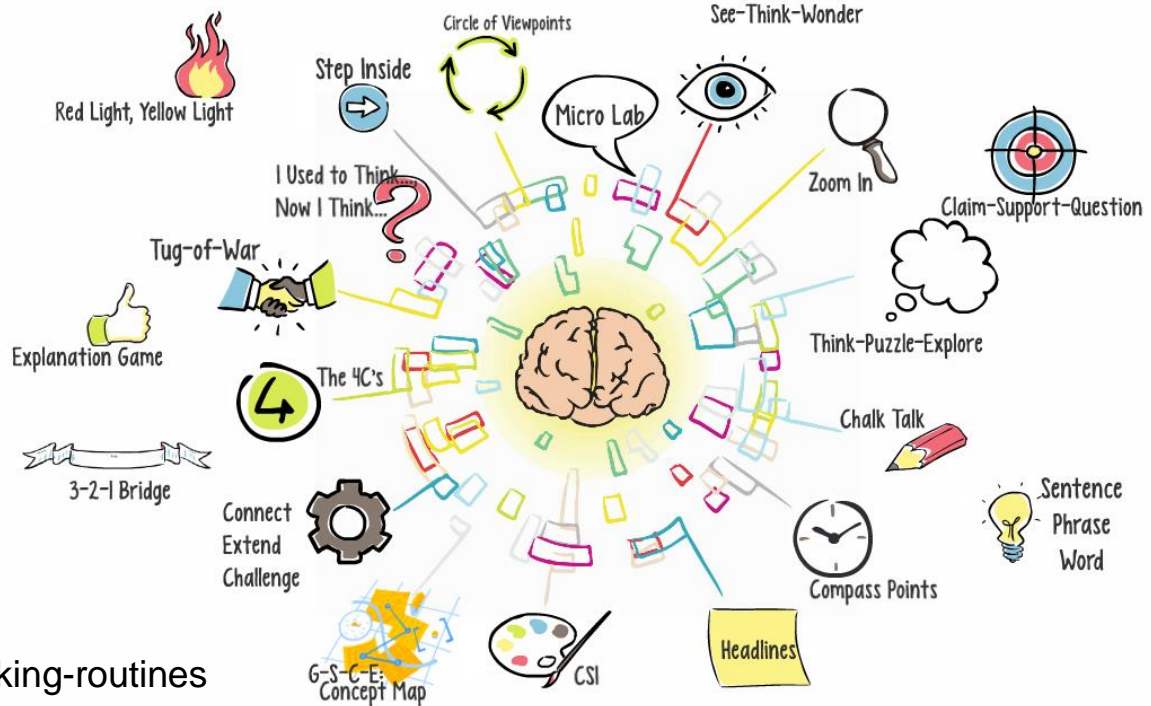 See-Think-Wonder
Circle of Viewpoints
Step Inside
Micro Lab
Red Light, Yellow Light
I Used to Think...,
Now I Think...
Zoom In
Claim-Support-Question
Tug-of-War
Think-Puzzle-Explore
Explanation Game
The 4C's
4
Chalk Talk
3-2-1 Bridge
Sentence
Phrase
Word
Connect
Extend
Challenge
Compass Points
Headlines
G-S-C-E:
Concept Map
CSI
king-routines